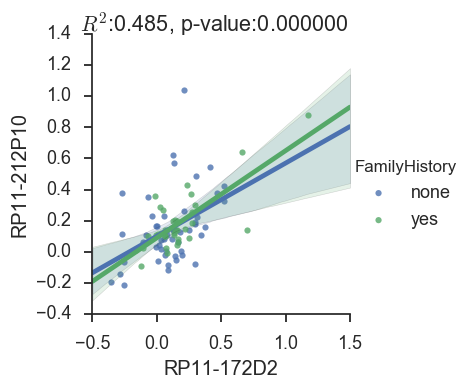 R²:0.485, p-value:0.000000
1.4
1.2
1.0
0.8
0.6
0.4
0.2
0.0
−0.2
−0.4
RP11-212P10
FamilyHistory
none
yes
−0.5 0.0 0.5 1.0 1.5
RP11-172D2